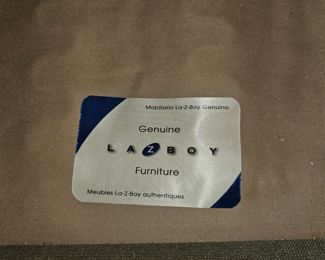 Mobiliario La-Z-Boy Genuino
Genuine
LAZBOY
Furniture
Meubles La-Z-Boy authentiques